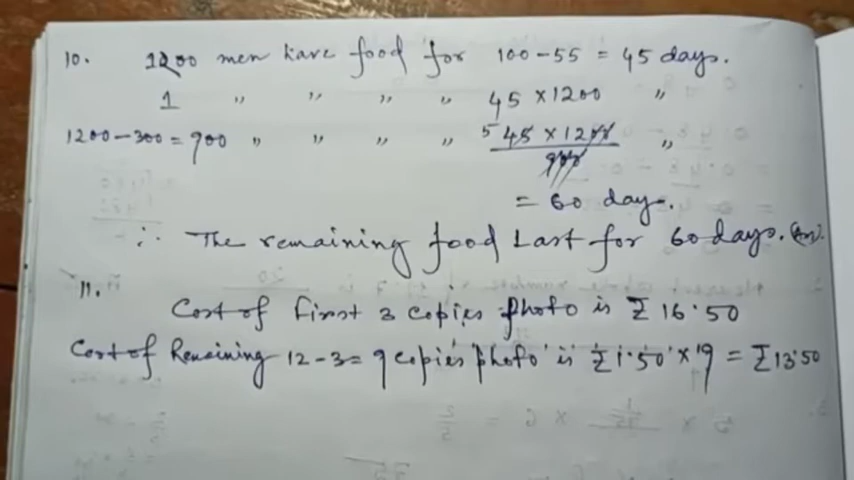 10. 1200 men have food for 100-55 = 45 days.
1 " " " " 45 ×1200 "
1200-300 = 900 " " " " 5 45 × 1200 "
900
= 60 days.
∴ The remaining food Last for 60 days. (Ans).
11.
Cost of first 3 copies photo is ₹ 16.50
Cost of Remaining 12-3= 9 copies photo is ₹1.50 × 9 = ₹13.50